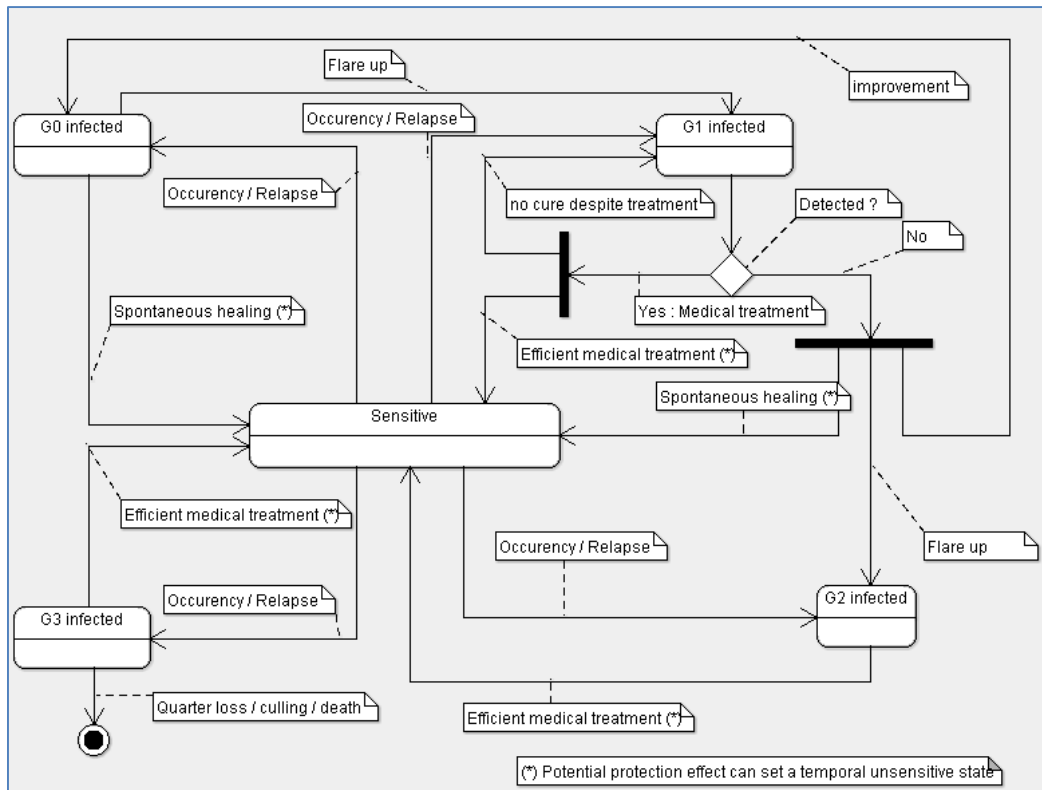 Flare up
improvement
G0 infected
Occurency / Relapse
G1 infected
Occurency / Relapse
no cure despite treatment
Detected ?
No
Spontaneous healing (*)
Yes : Medical treatment
Efficient medical treatment (*)
Spontaneous healing (*)
Sensitive
Efficient medical treatment (*)
Occurency / Relapse
Flare up
Occurency / Relapse
G2 infected
G3 infected
Quarter loss / culling / death
Efficient medical treatment (*)
(*) Potential protection effect can set a temporal unsensitive state